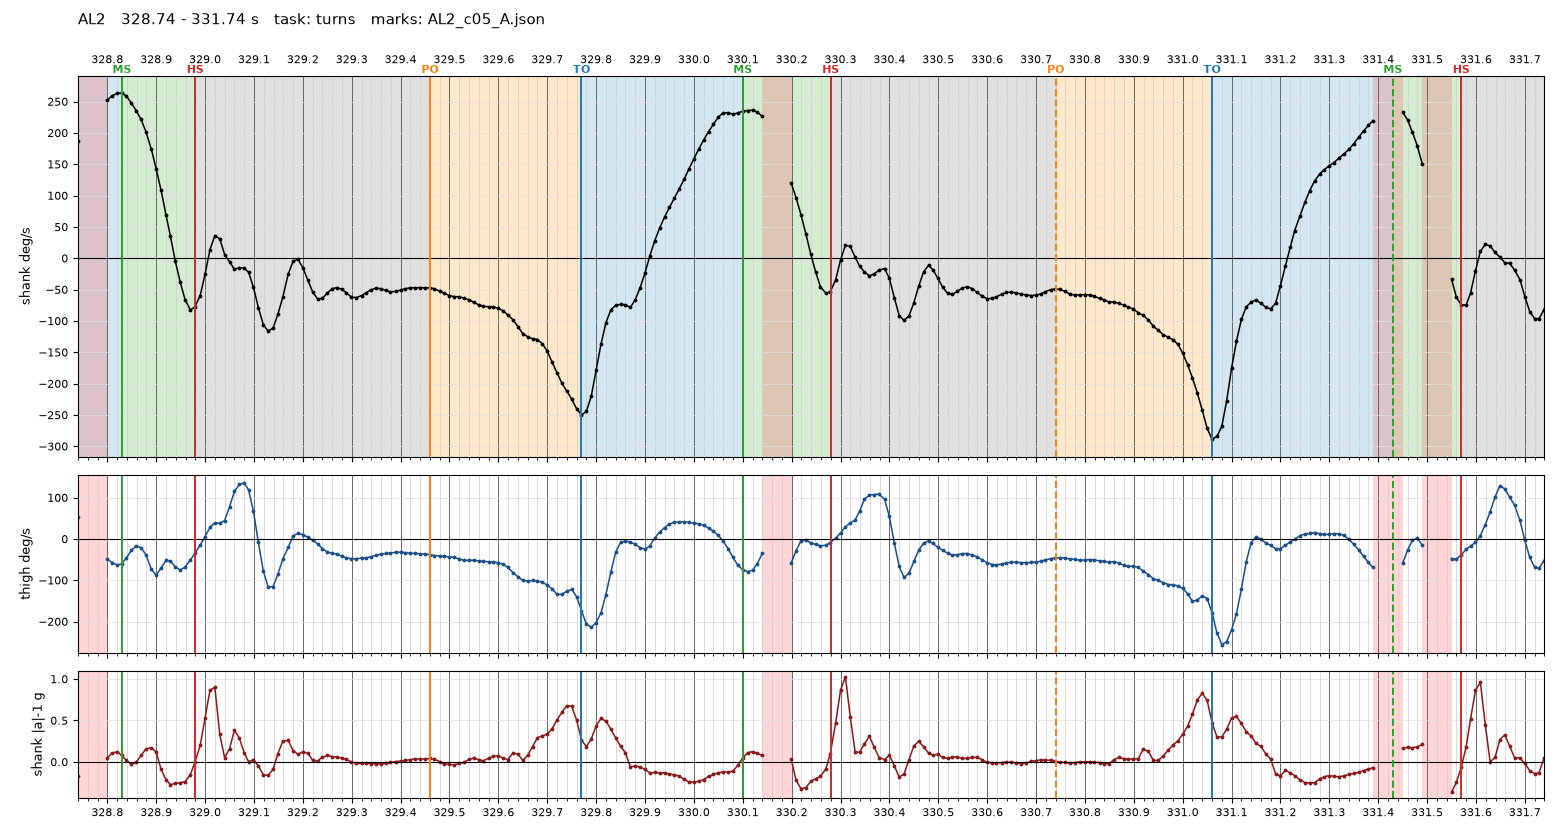 AL2   328.74 - 331.74 s   task: turns   marks: AL2_c05_A.json
328.8 328.9 329.0 329.1 329.2 329.3 329.4 329.5 329.6 329.7 329.8 329.9 330.0 330.1 330.2 330.3 330.4 330.5 330.6 330.7 330.8 330.9 331.0 331.1 331.2 331.3 331.4 331.5 331.6 331.7
MS HS PO TO MS HS PO TO MS HS
shank deg/s
250
200
150
100
50
0
−50
−100
−150
−200
−250
−300
thigh deg/s
100
0
−100
−200
shank |a|-1 g
1.0
0.5
0.0
328.8 328.9 329.0 329.1 329.2 329.3 329.4 329.5 329.6 329.7 329.8 329.9 330.0 330.1 330.2 330.3 330.4 330.5 330.6 330.7 330.8 330.9 331.0 331.1 331.2 331.3 331.4 331.5 331.6 331.7